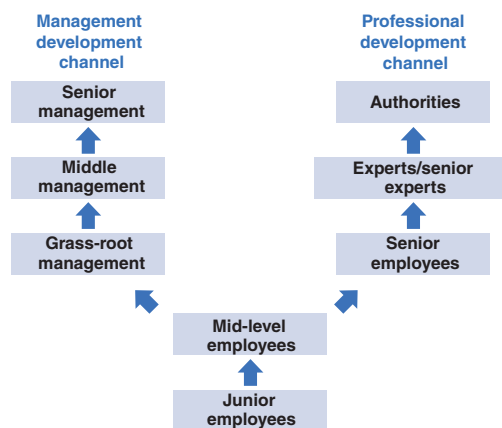 Management
development
channel
Senior
management
Middle
management
Grass-root
management
Professional
development
channel
Authorities
Experts/senior
experts
Senior
employees
Mid-level
employees
Junior
employees